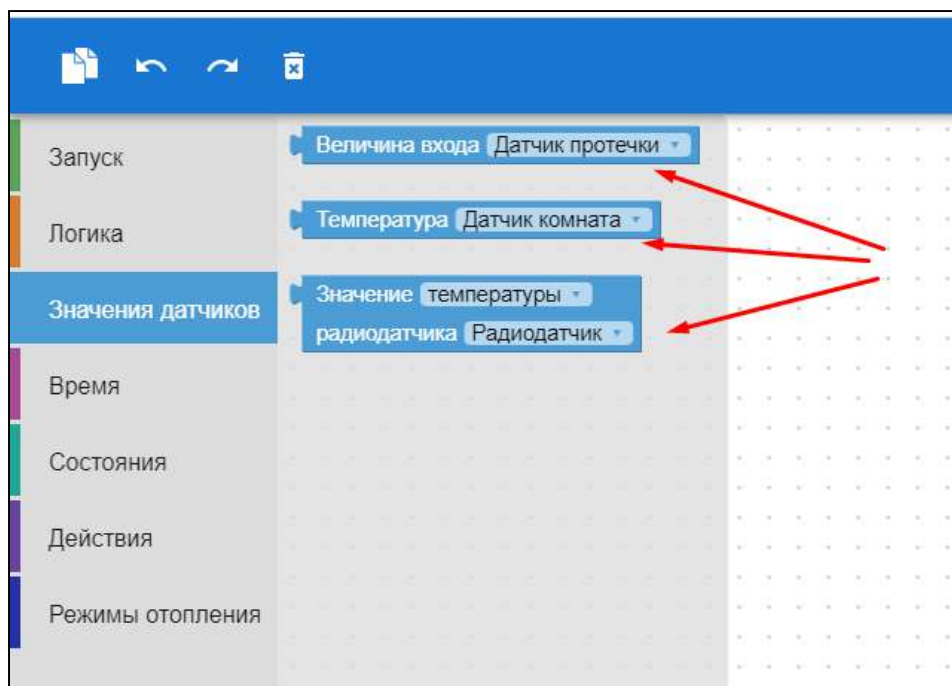 Запуск
Логика
Значения датчиков
Время
Состояния
Действия
Режимы отопления
Величина входа Датчик протечки
Температура Датчик комната
Значение температуры
радиодатчика Радиодатчик